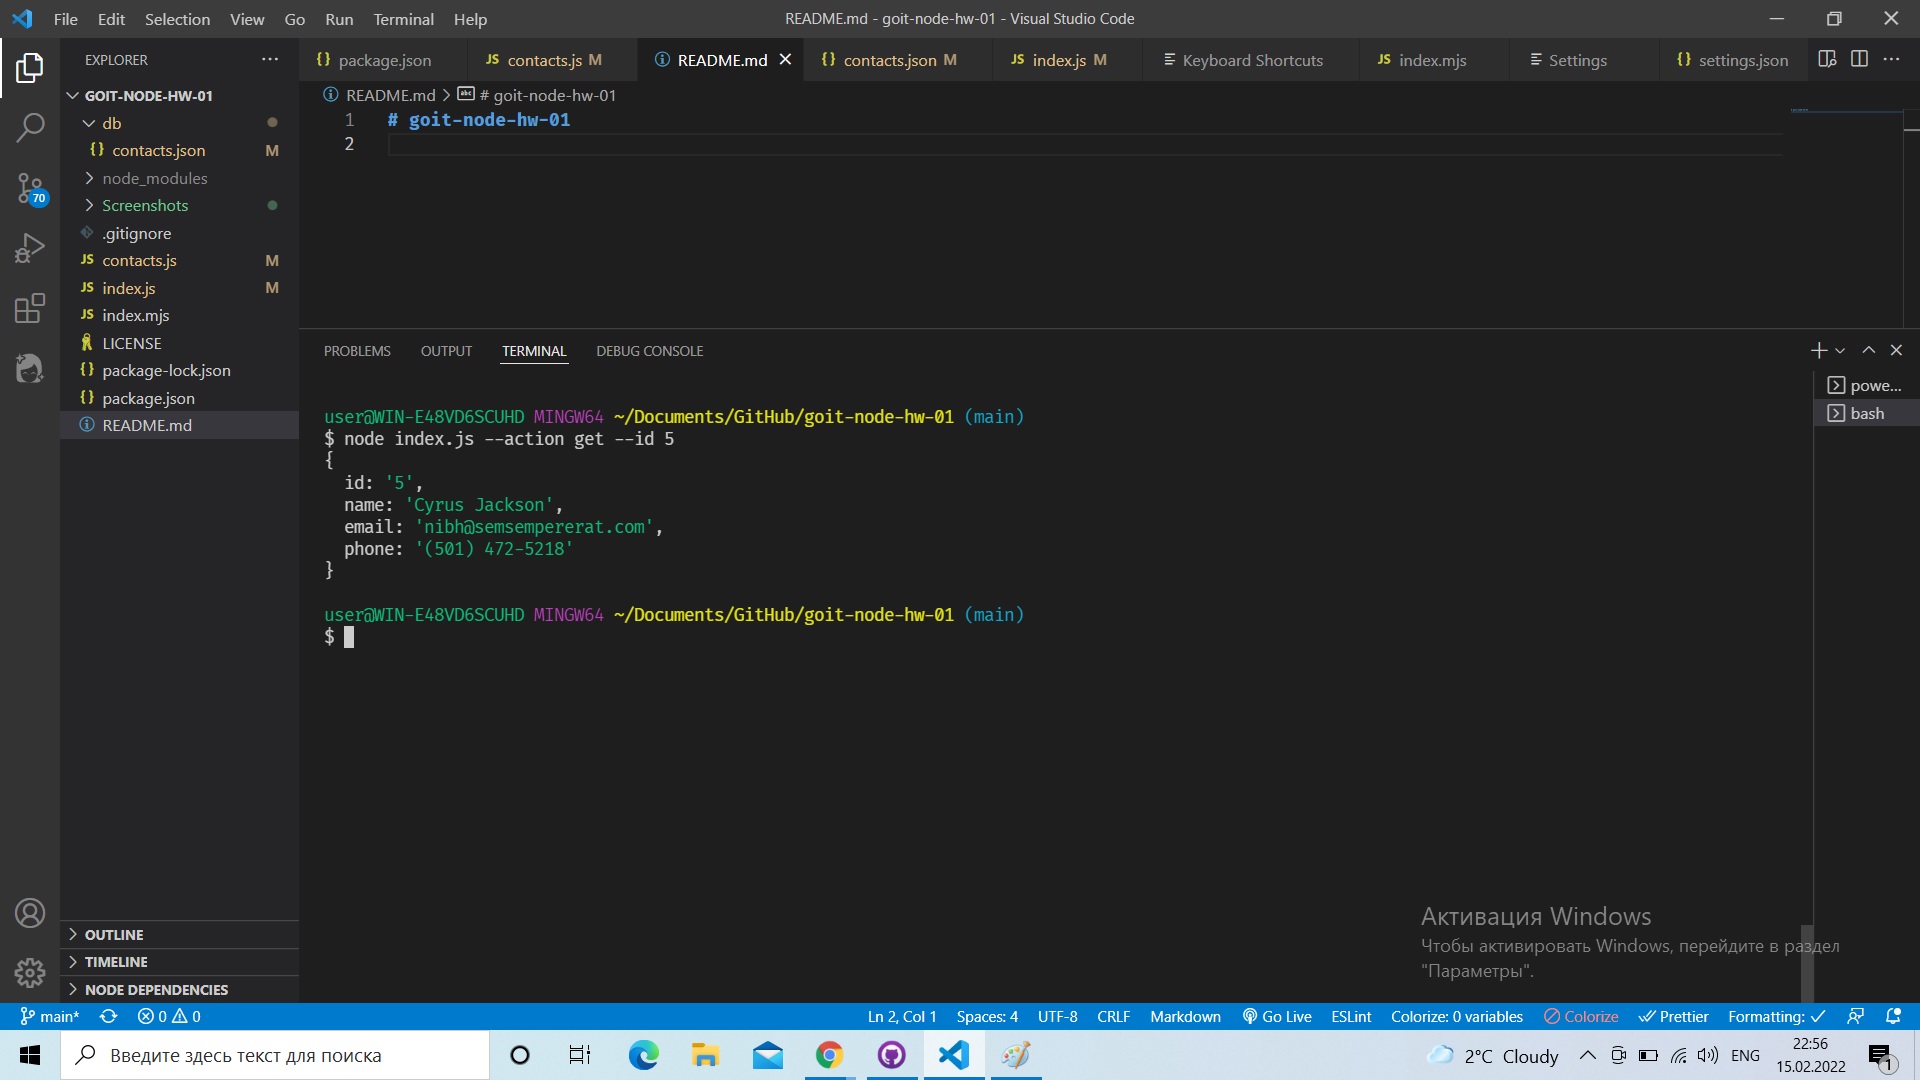 File Edit Selection View Go Run Terminal Help
README.md - goit-node-hw-01 - Visual Studio Code
EXPLORER
{} package.json
JS contacts.js M
README.md
{} contacts.json M
JS index.js M
Keyboard Shortcuts
JS index.mjs
Settings
{} settings.json
README.md > # goit-node-hw-01
1 # goit-node-hw-01
2
GOIT-NODE-HW-01
db
{} contacts.json M
node_modules
Screenshots
.gitignore
JS contacts.js M
JS index.js M
JS index.mjs
LICENSE
{} package-lock.json
{} package.json
README.md
70
PROBLEMS OUTPUT TERMINAL DEBUG CONSOLE
powe...
bash
user@WIN-E48VD6SCUHD MINGW64 ~/Documents/GitHub/goit-node-hw-01 (main)
$ node index.js --action get --id 5
{
id: '5',
name: 'Cyrus Jackson',
email: 'nibh@semsempererat.com',
phone: '(501) 472-5218'
}
user@WIN-E48VD6SCUHD MINGW64 ~/Documents/GitHub/goit-node-hw-01 (main)
$
Активация Windows
Чтобы активировать Windows, перейдите в раздел
"Параметры".
OUTLINE
TIMELINE
NODE DEPENDENCIES
main* 0 0 Ln 2, Col 1 Spaces: 4 UTF-8 CRLF Markdown Go Live ESLint Colorize: 0 variables Colorize Prettier Formatting:
Введите здесь текст для поиска
2°C Cloudy ENG
22:56
15.02.2022
1